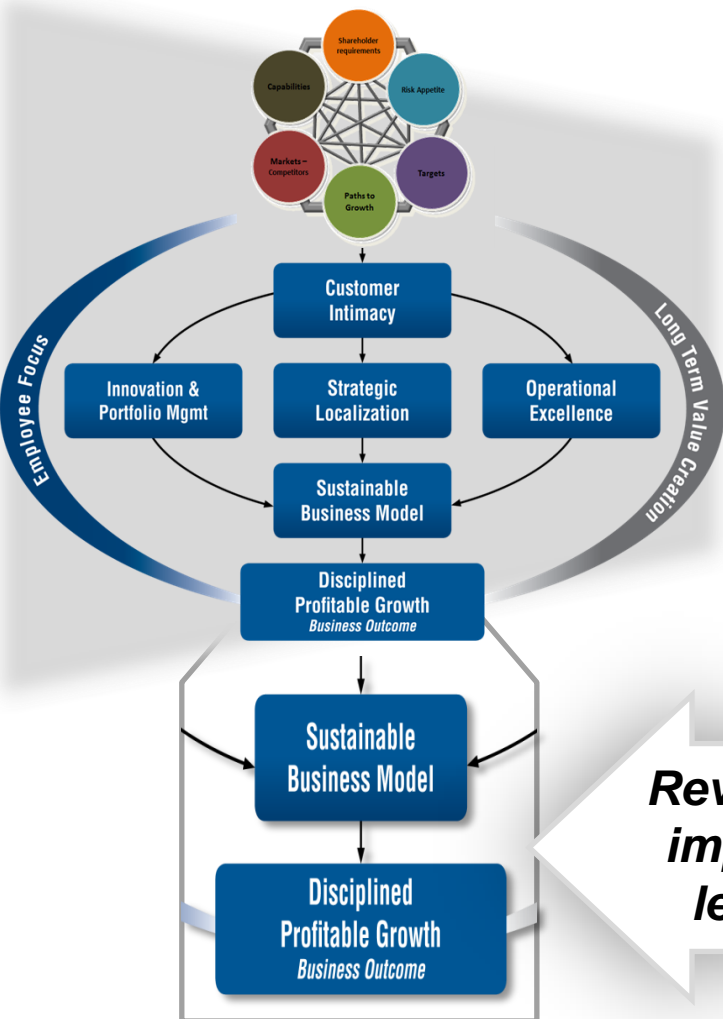 Shareholder
requirements
Capabilities
Risk Appetite
Markets –
Competitors
Targets
Paths to
Growth
Customer
Intimacy
Employee Focus
Long Term Value Creation
Innovation &
Portfolio Mgmt
Strategic
Localization
Operational
Excellence
Sustainable
Business Model
Disciplined
Profitable Growth
Business Outcome
Sustainable
Business Model
Disciplined
Profitable Growth
Business Outcome